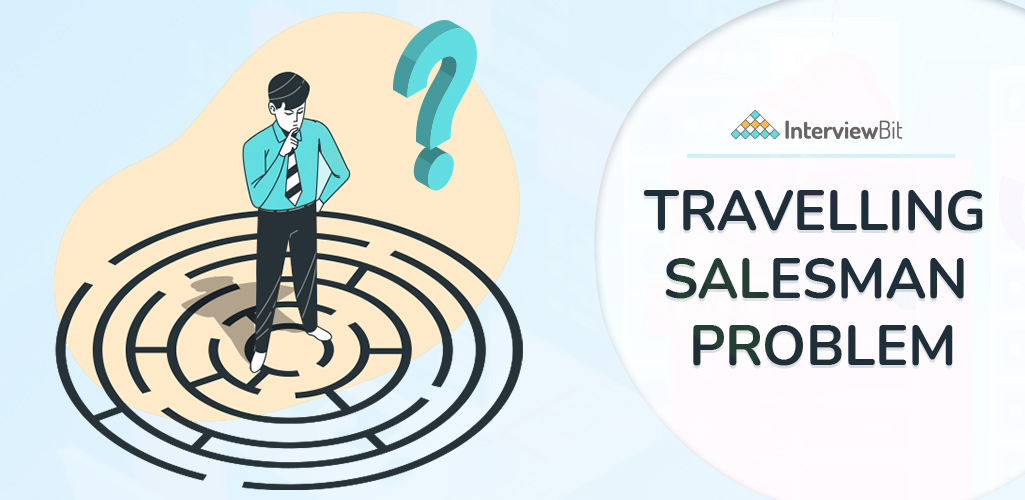 InterviewBit
TRAVELLING
SALESMAN
PROBLEM
?